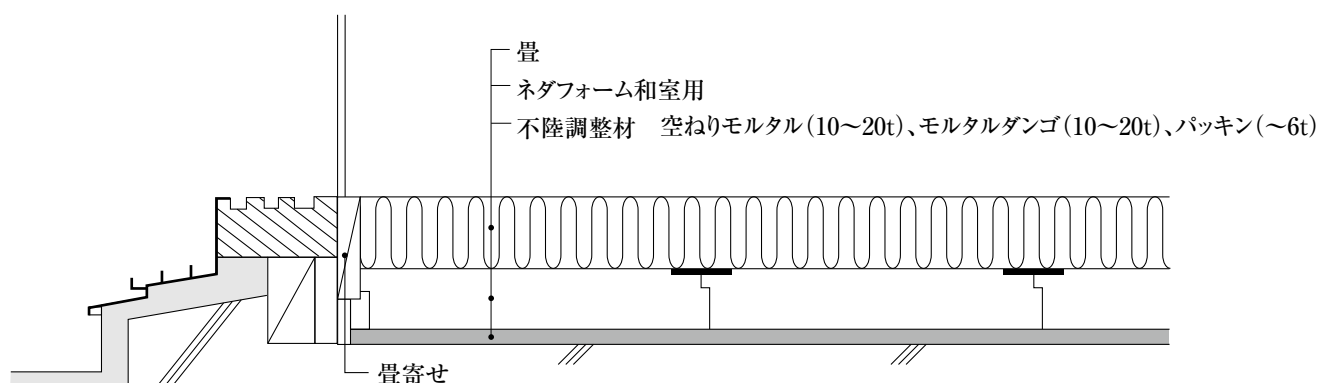 畳
ネダフォーム和室用
不陸調整材　空ねりモルタル(10〜20t)、モルタルダンゴ(10〜20t)、パッキン(〜6t)
畳寄せ